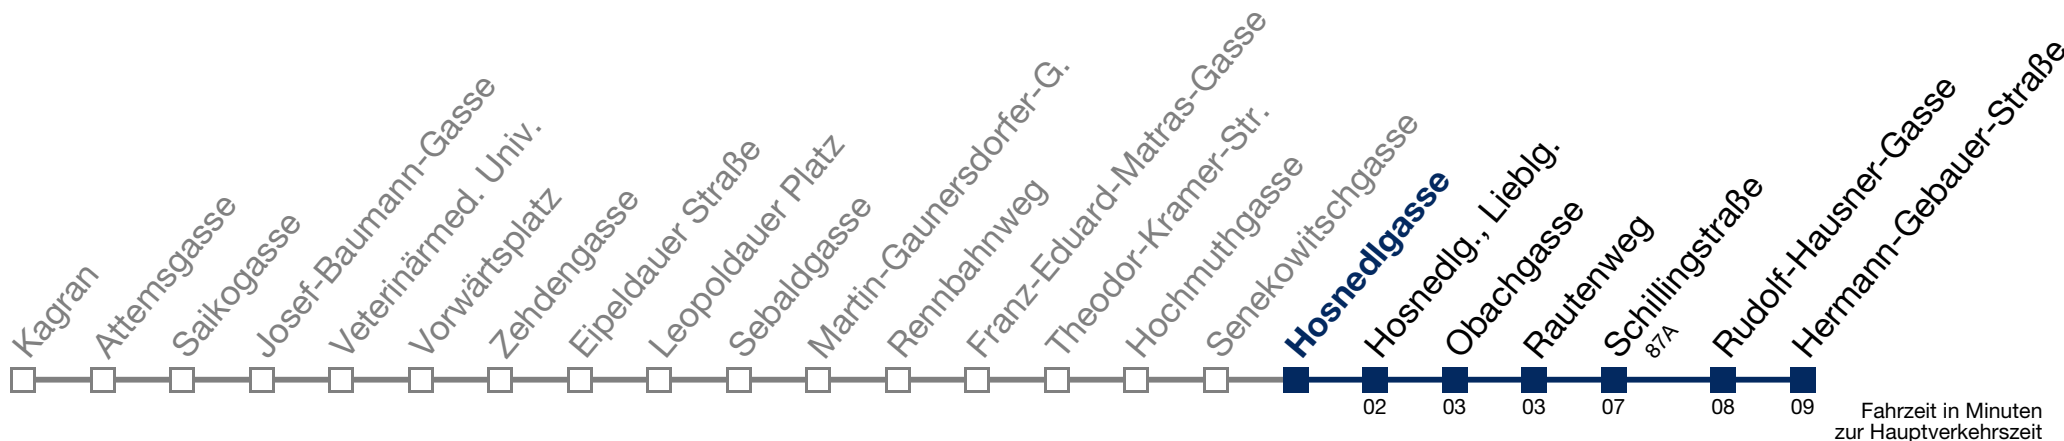 Kagran
Attemsgasse
Saikogasse
Josef-Baumann-Gasse
Veterinärmed. Univ.
Vorwärtsplatz
Zehdengasse
Eipeldauer Straße
Leopoldauer Platz
Sebaldgasse
Martin-Gaunersdorfer-G.
Rennbahnweg
Franz-Eduard-Matras-Gasse
Theodor-Kramer-Str.
Hochmuthgasse
Senekowitschgasse
Hosnedlgasse
Hosnedlg., Lieblg.
Obachgasse
Rautenweg
Schillingstraße
87A
Rudolf-Hausner-Gasse
Hermann-Gebauer-Straße
02 03 03 07 08 09
Fahrzeit in Minuten
zur Hauptverkehrszeit